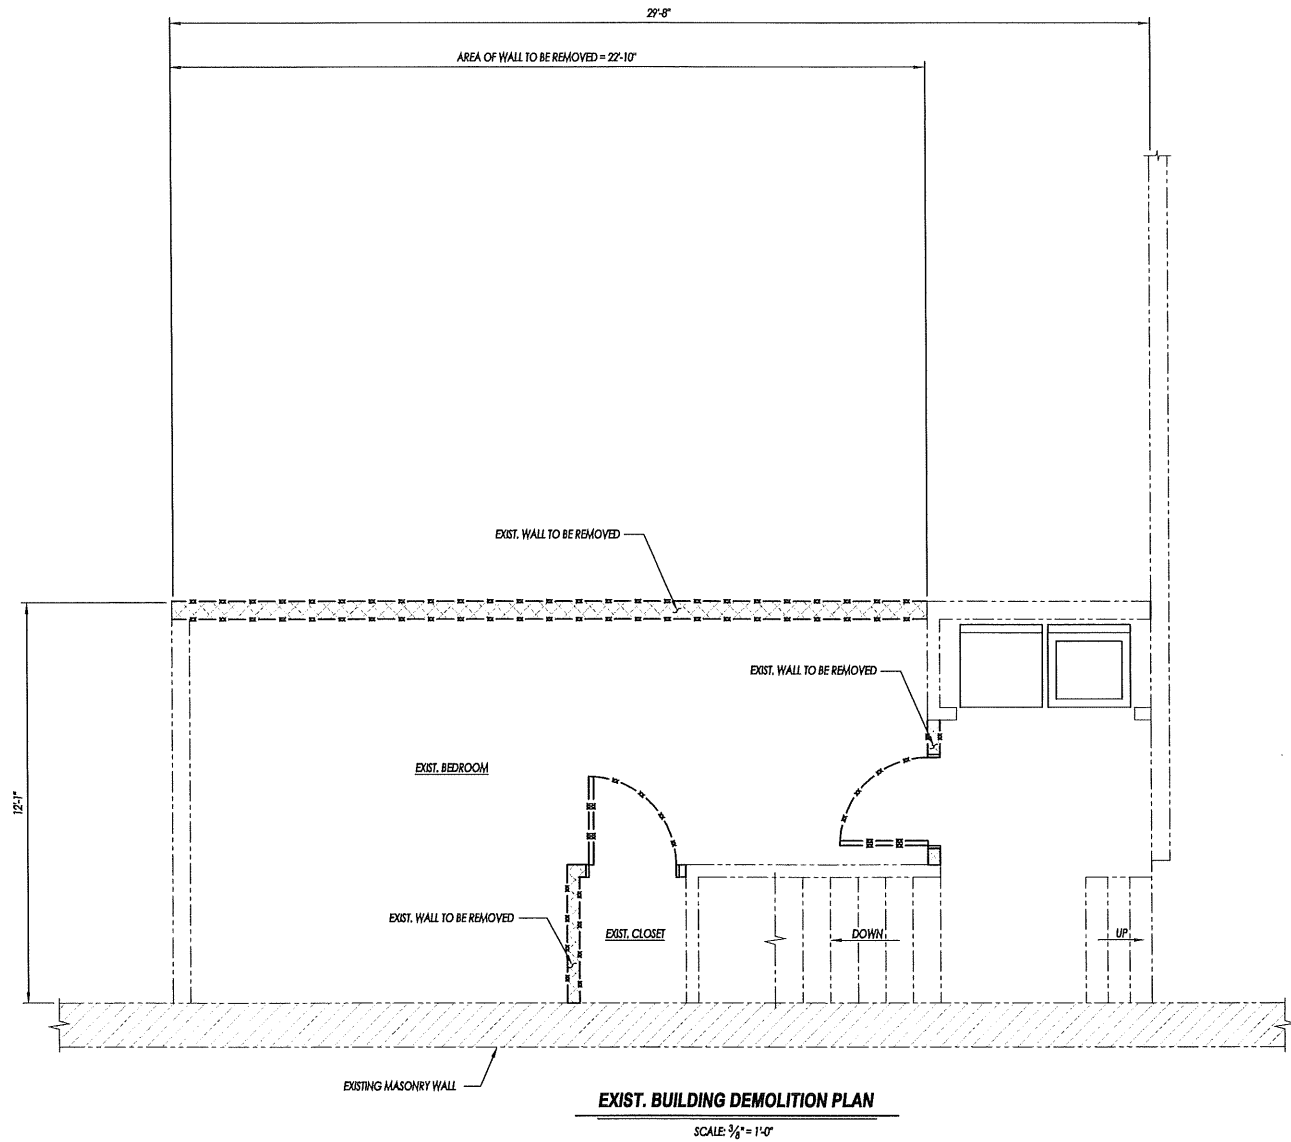 29'-8"
AREA OF WALL TO BE REMOVED = 22'-10"
EXIST. WALL TO BE REMOVED
EXIST. WALL TO BE REMOVED
EXIST. BEDROOM
12'-1"
EXIST. WALL TO BE REMOVED
EXIST. CLOSET
DOWN
UP
EXISTING MASONRY WALL
EXIST. BUILDING DEMOLITION PLAN
SCALE: 3/8" = 1'-0"